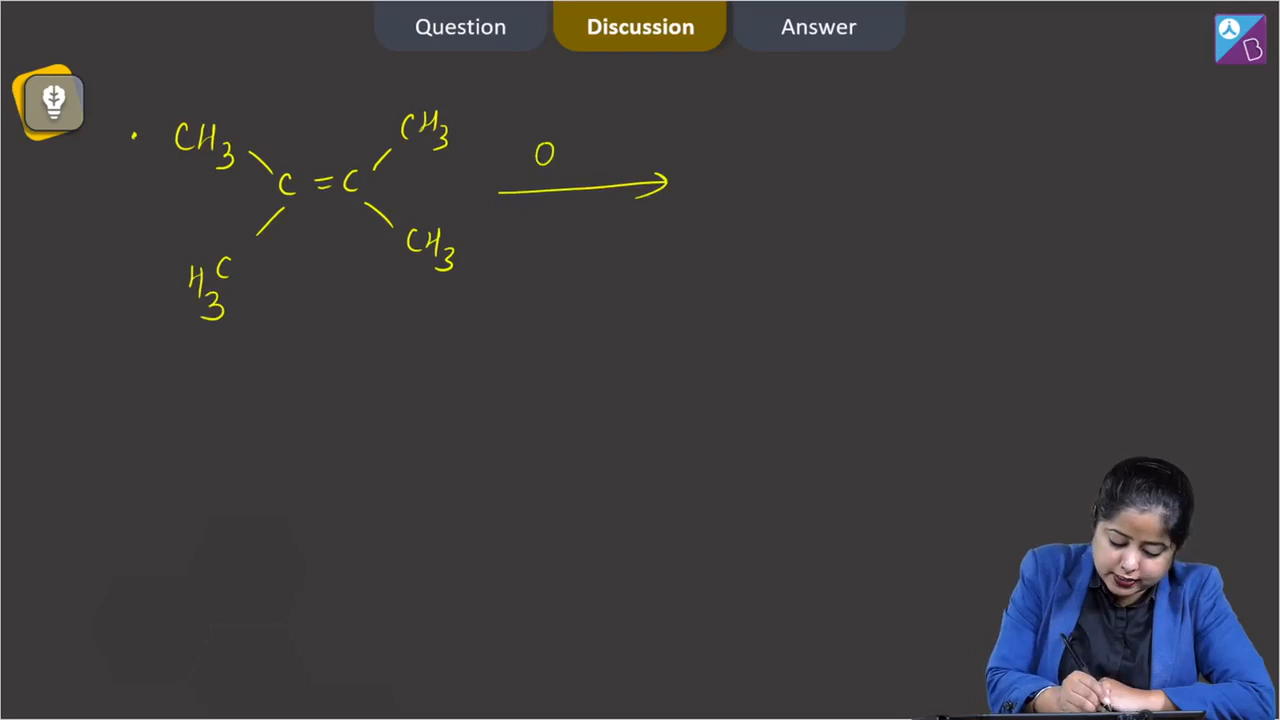 Question Discussion Answer
B
CH3 CH3
C = C O
H3C CH3